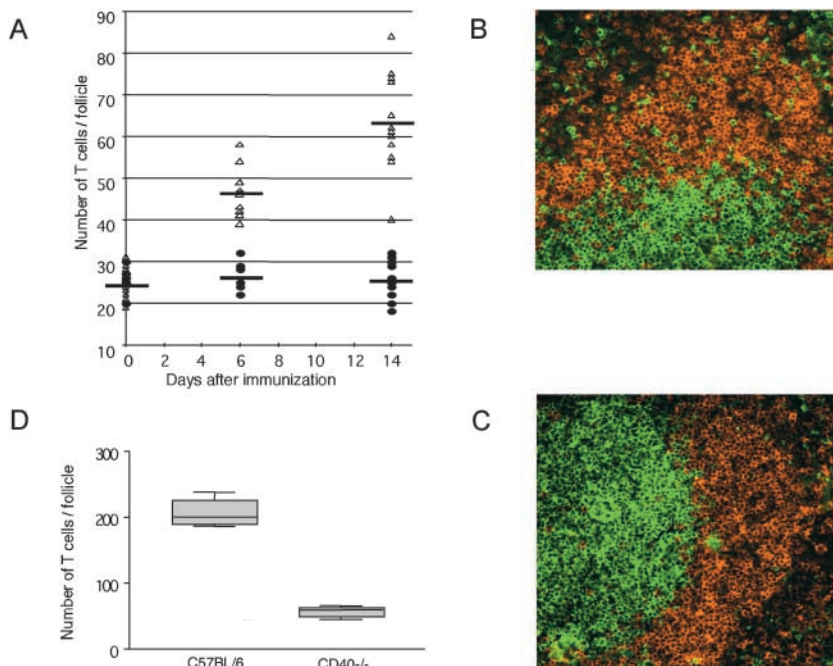 A
90
80
70
60
50
40
30
20
10
Number of T cells / follicle
0 2 4 6 8 10 12 14
Days after immunization
B
D
300
200
100
0
Number of T cells / follicle
C57BL/6 CD40-/-
C